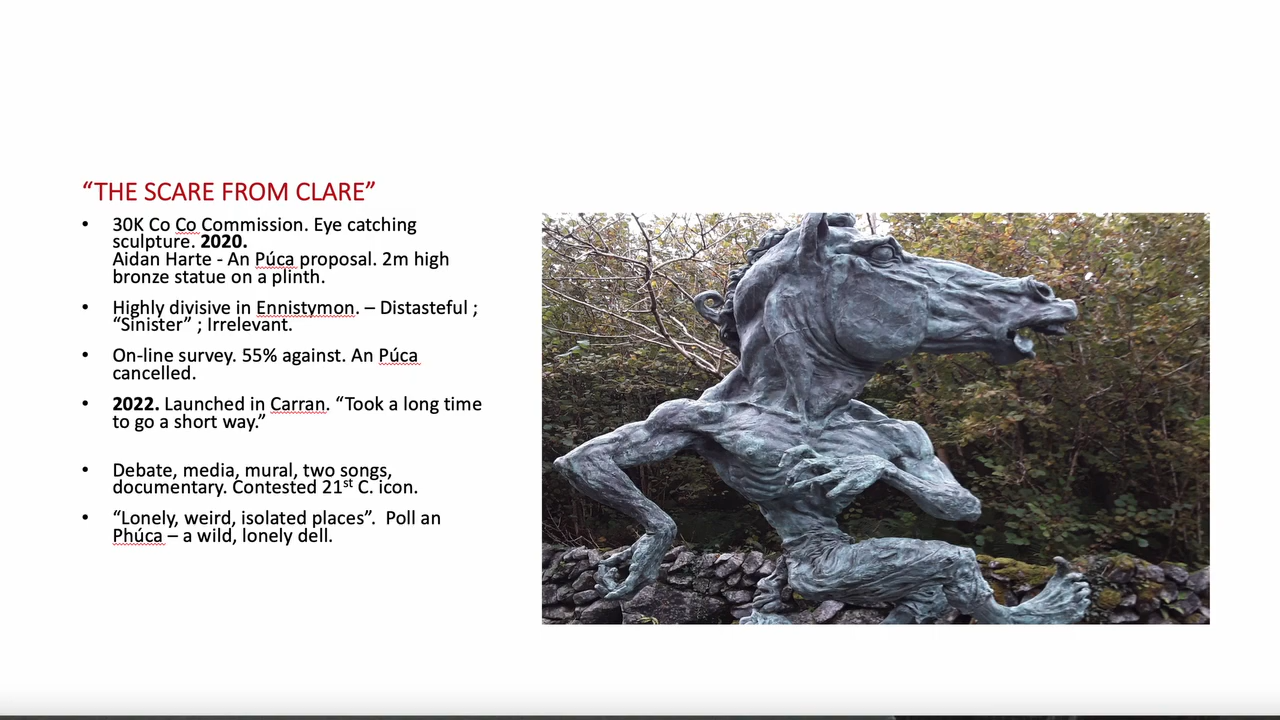 “THE SCARE FROM CLARE”
• 30K Co Co Commission. Eye catching
sculpture. 2020.
Aidan Harte - An Púca proposal. 2m high
bronze statue on a plinth.
• Highly divisive in Ennistymon. – Distasteful ;
“Sinister” ; Irrelevant.
• On-line survey. 55% against. An Púca
cancelled.
• 2022. Launched in Carran. “Took a long time
to go a short way.”
• Debate, media, mural, two songs,
documentary. Contested 21st C. icon.
• “Lonely, weird, isolated places”. Poll an
Phúca – a wild, lonely dell.